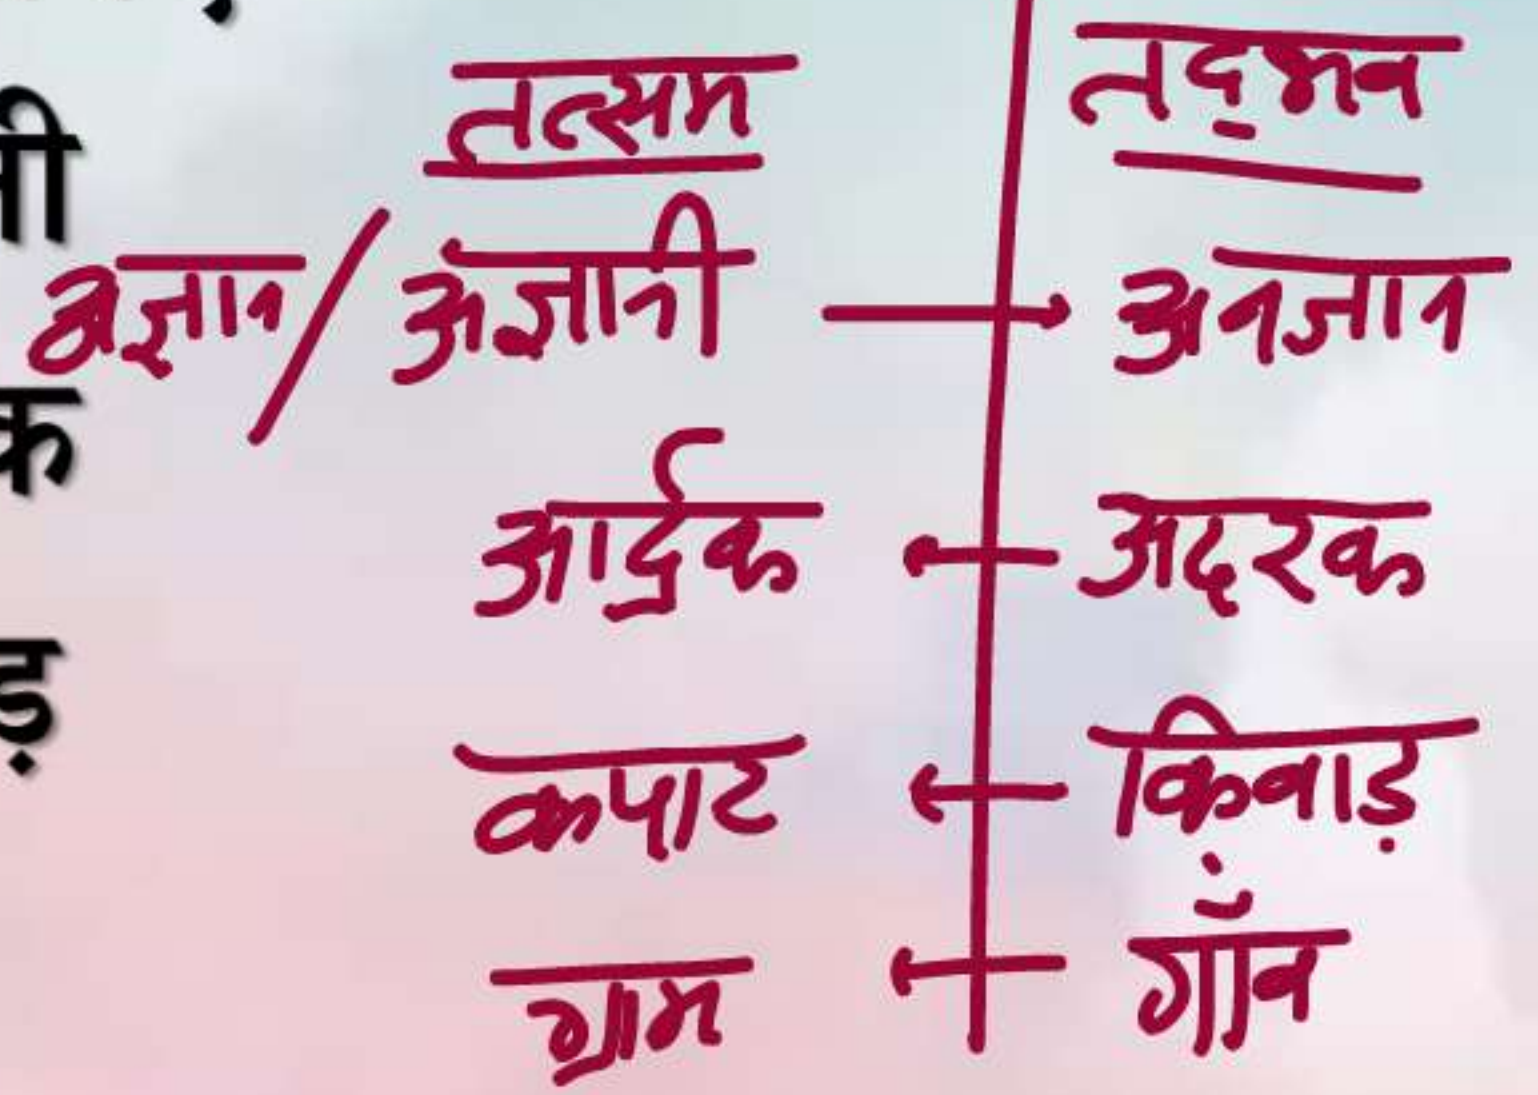 तत्सम तद्भव
अज्ञान / अज्ञानी → अनजान
आर्द्रक ← अदरक
कपाट ← किवाड़
ग्राम ← गाँव